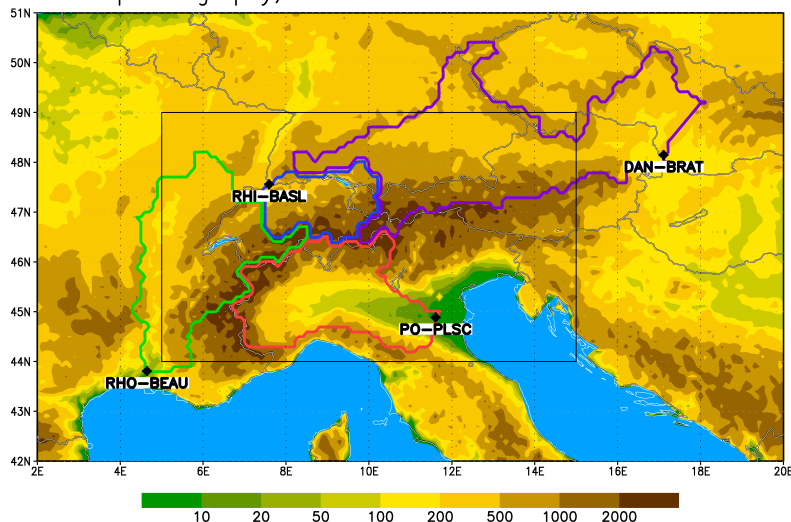 51N
50N
49N
48N
47N
46N
45N
44N
43N
42N
DAN-BRAT
RHI-BASL
PO-PLSC
RHO-BEAU
2E 4E 6E 8E 10E 12E 14E 16E 18E 20E
10 20 50 100 200 500 1000 2000